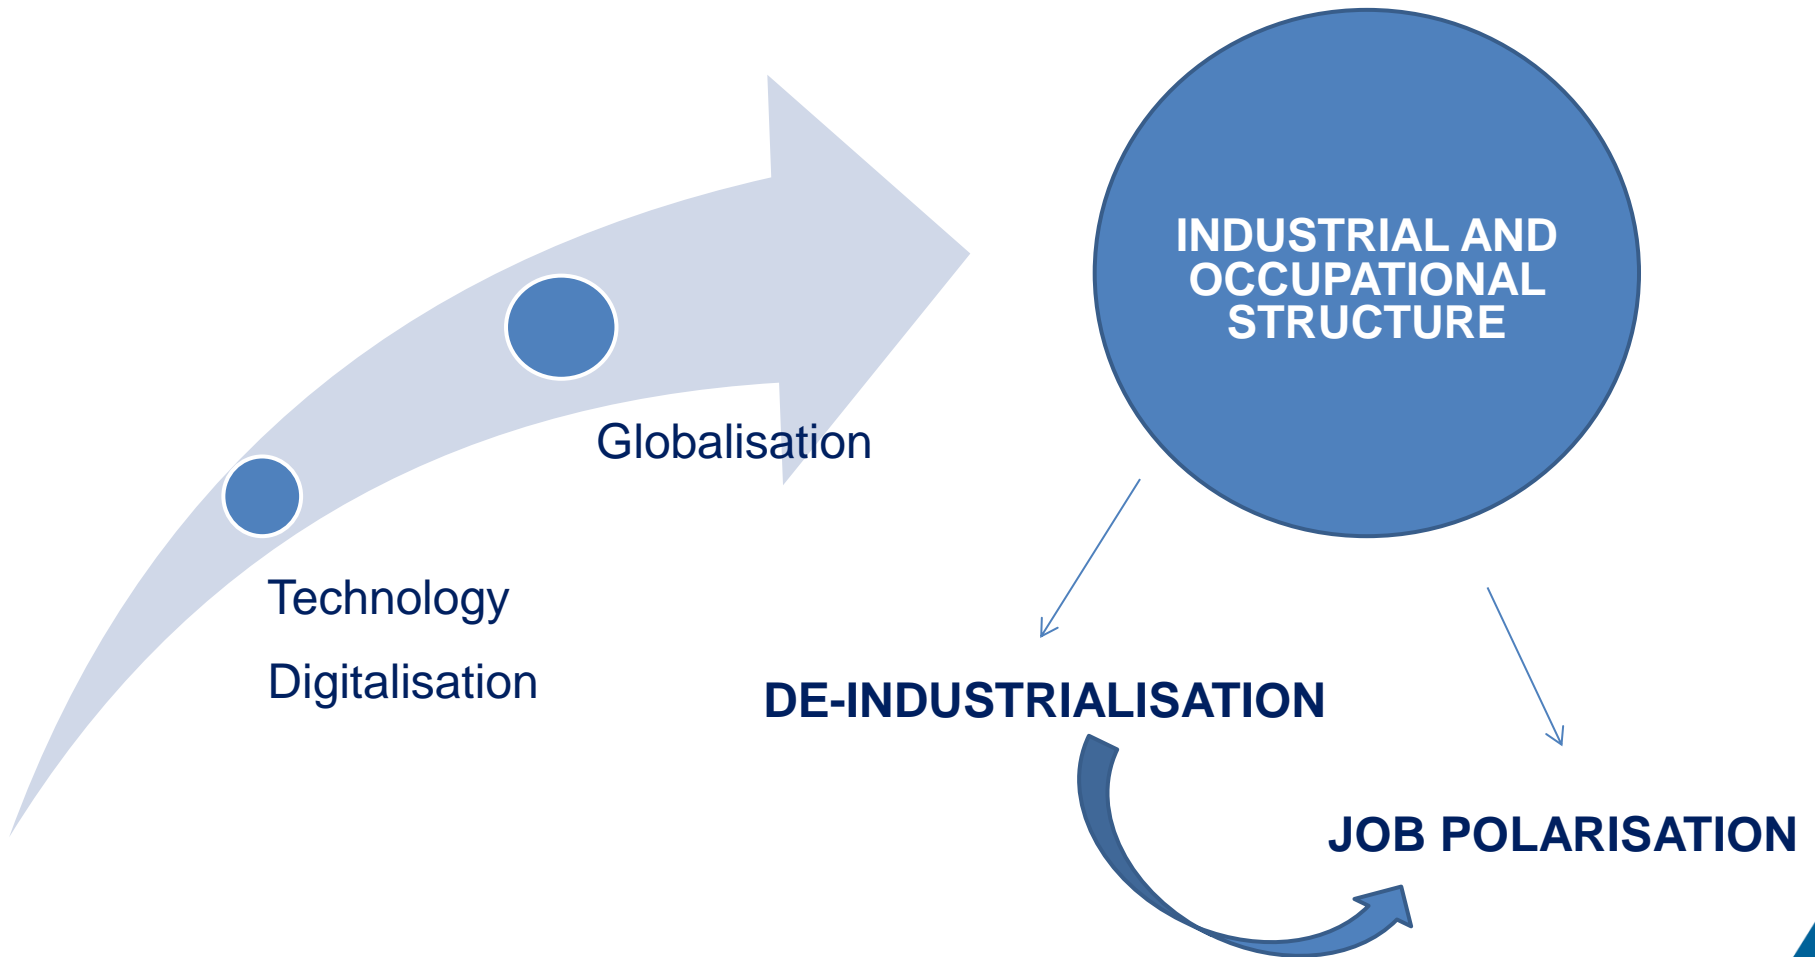 INDUSTRIAL AND
OCCUPATIONAL
STRUCTURE
Globalisation
Technology
Digitalisation
DE-INDUSTRIALISATION
JOB POLARISATION